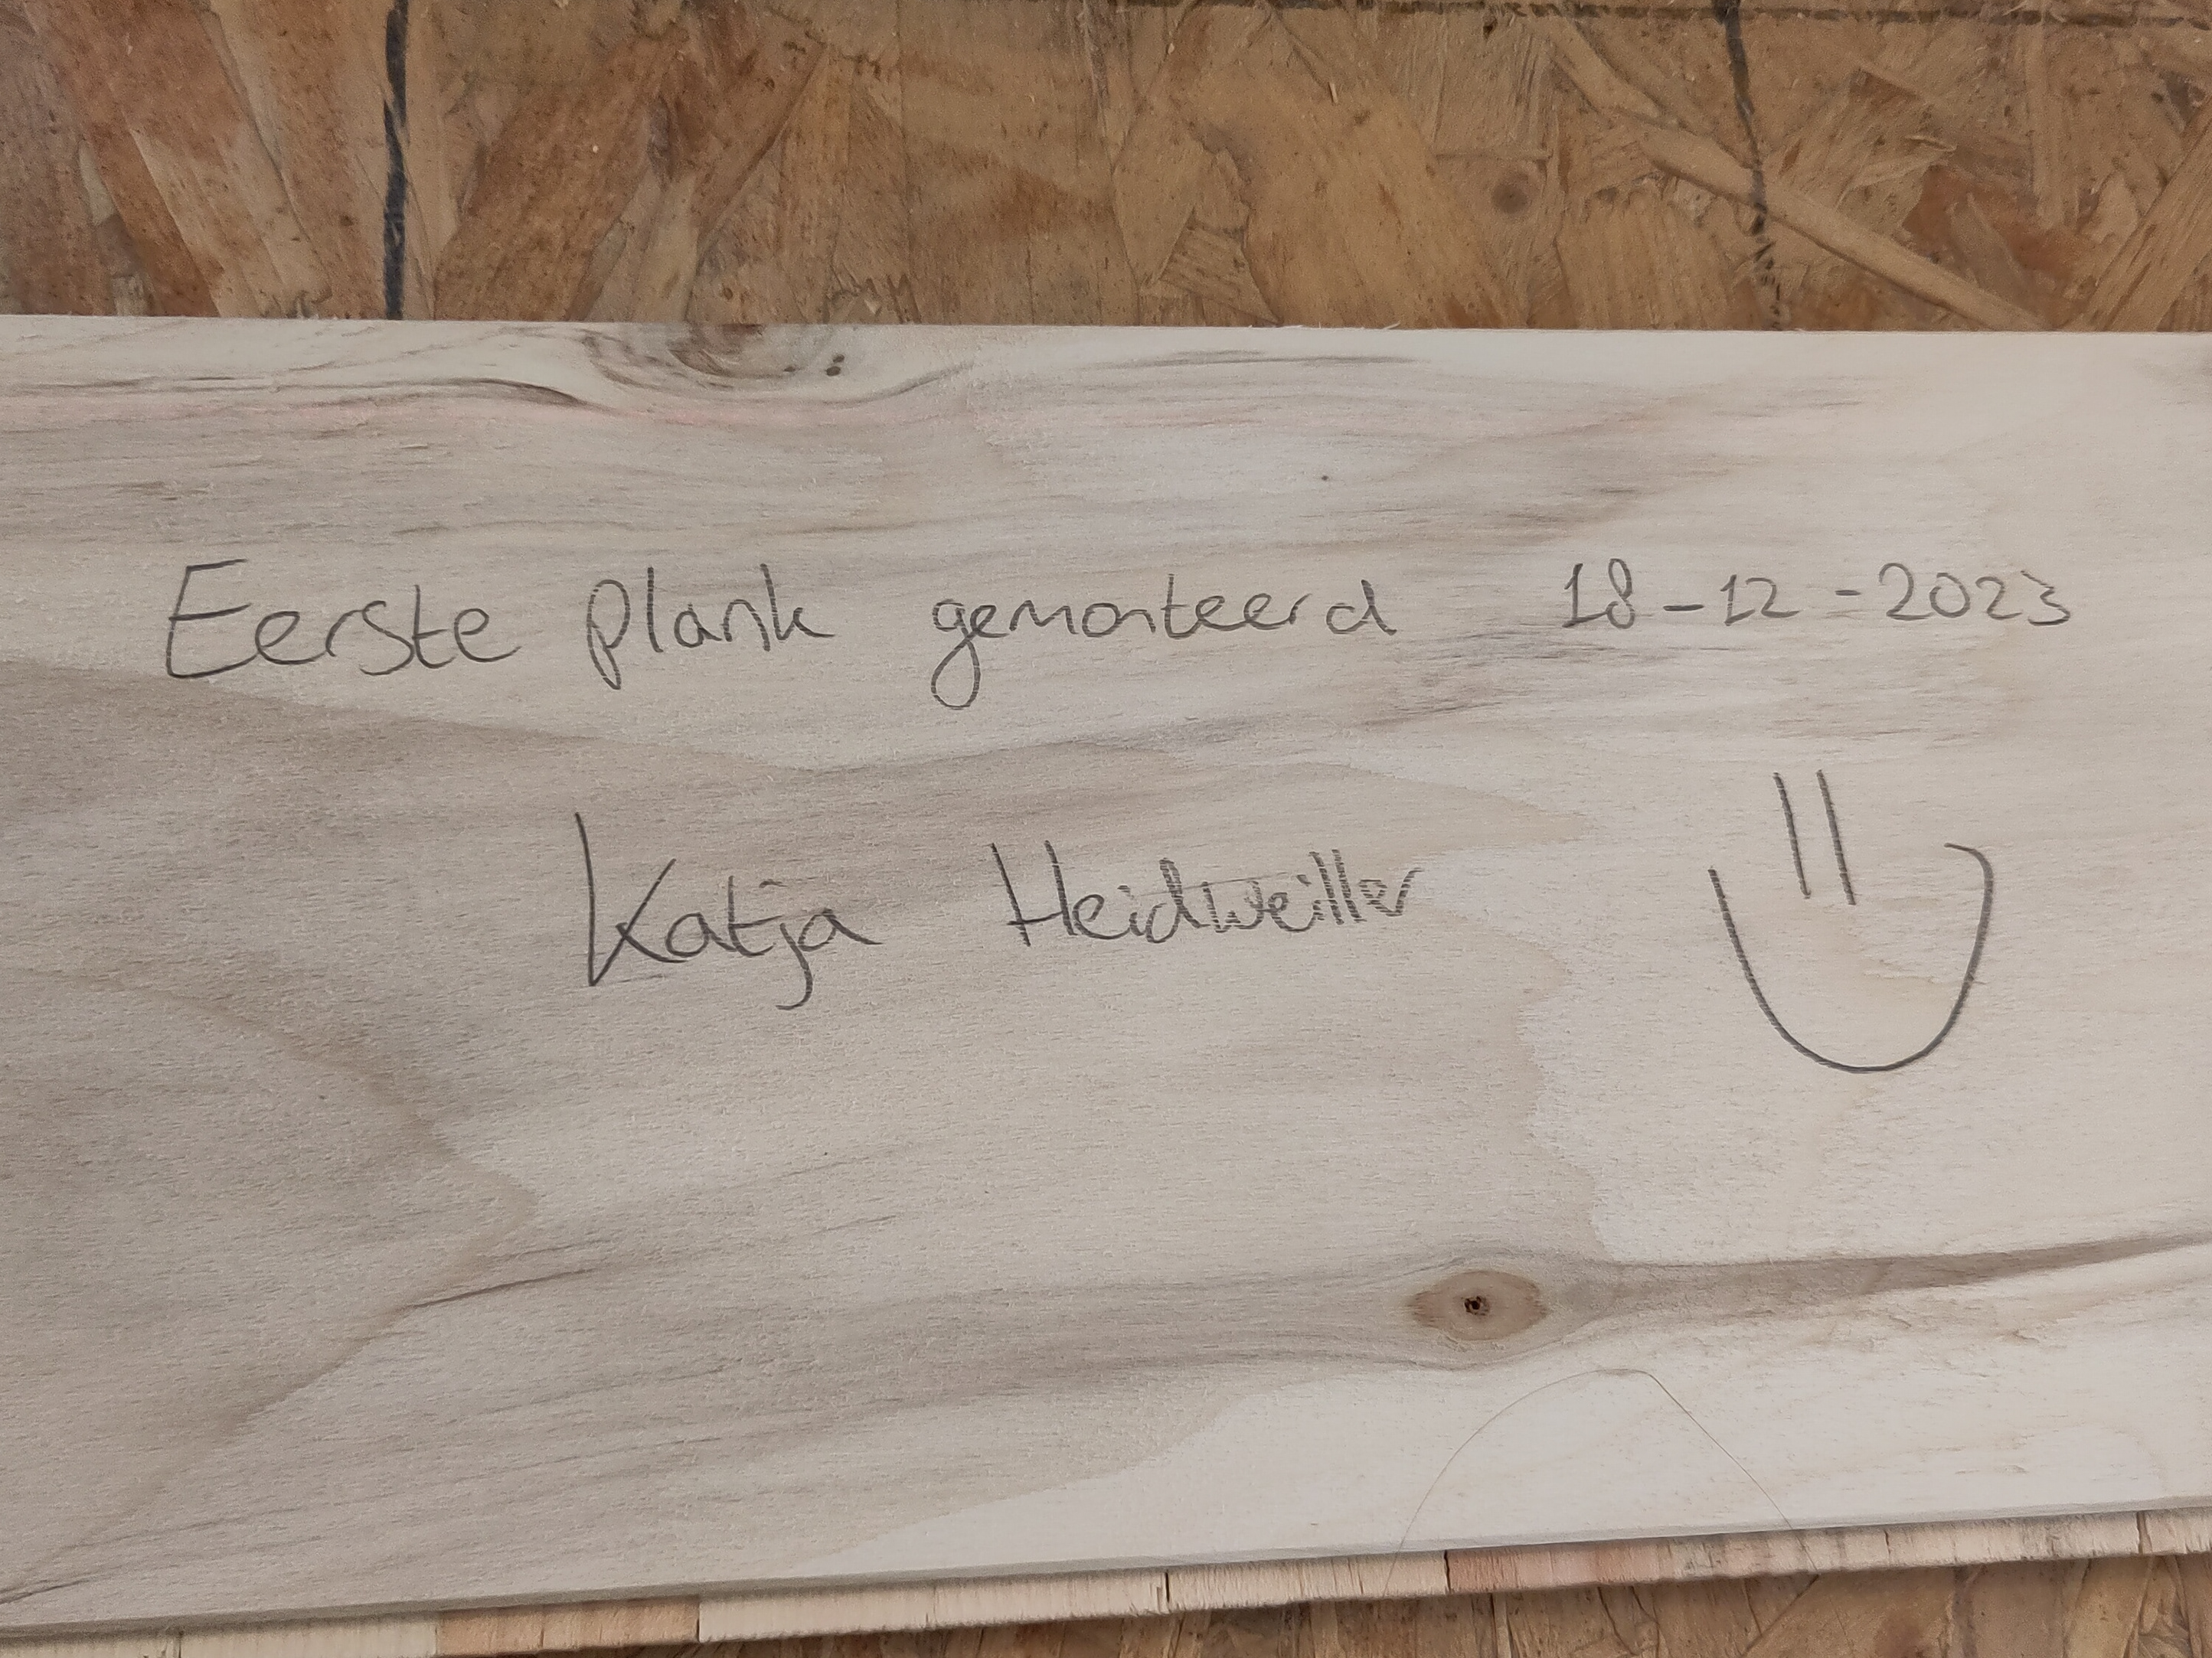 Eerste plank gemonteerd 18-12-2023
Katja Heidweiller